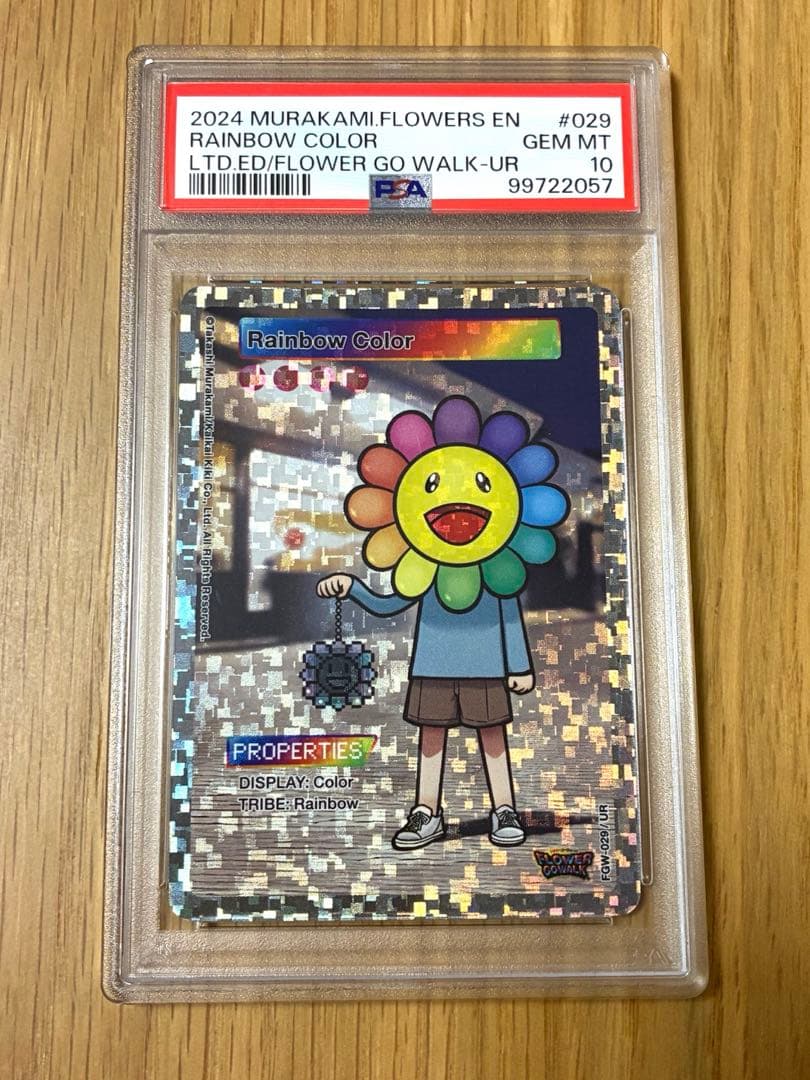 2024 MURAKAMI.FLOWERS EN #029
RAINBOW COLOR GEM MT
LTD.ED/FLOWER GO WALK-UR 10
99722057
PSA
Rainbow Color
©Takashi Murakami/Kaikai Kiki Co., Ltd. All Rights Reserved.
PROPERTIES
DISPLAY: Color
TRIBE: Rainbow
FGW-029/ UR
FLOWER
GO WALK